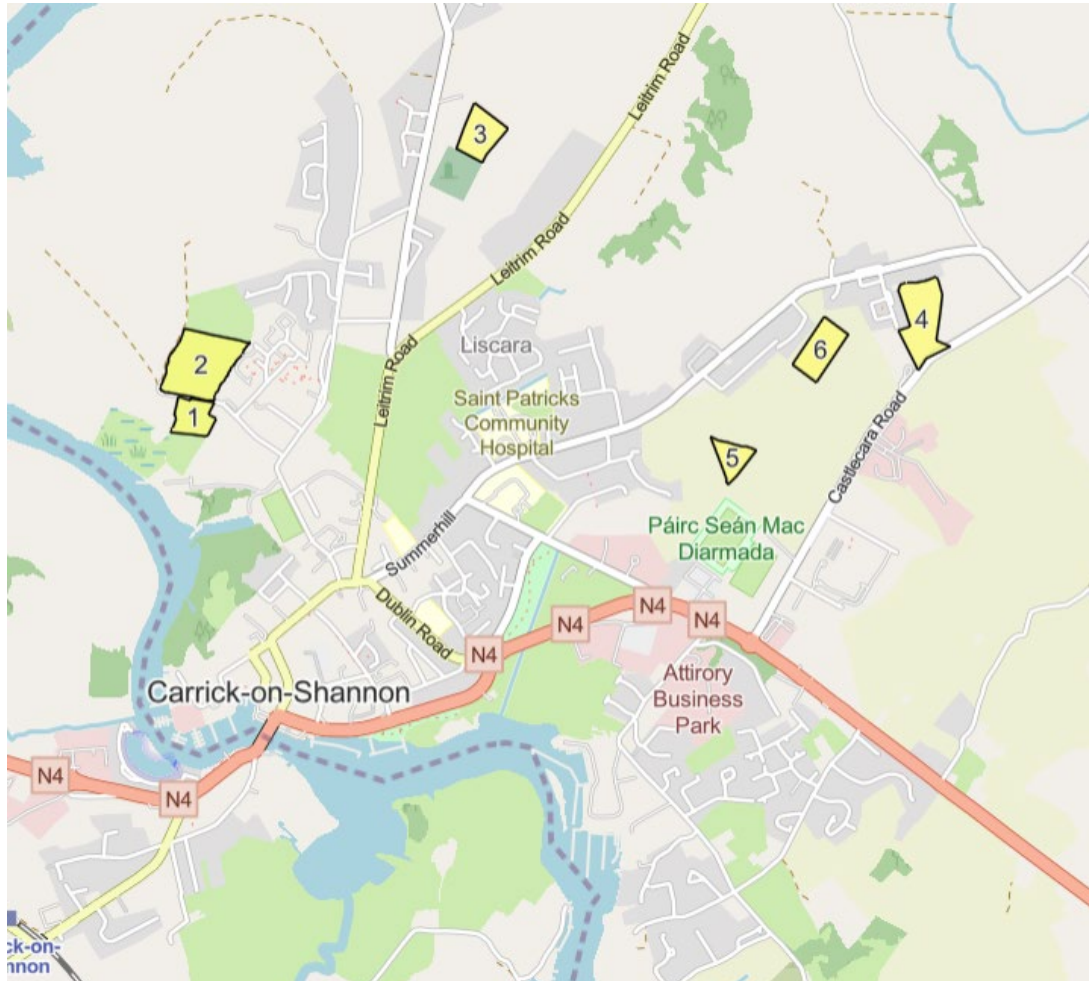 Leitrim Road
3
Leitrim Road
2
Liscara
4
6
Leitrim Road
1
Saint Patricks
Community
Hospital
5
Castlecara Road
Páirc Seán Mac
Diarmada
Summerhill
Dublin Road
N4
N4
N4
N4
Carrick-on-Shannon
Attirory
Business
Park
N4
N4
ck-on-
nnon